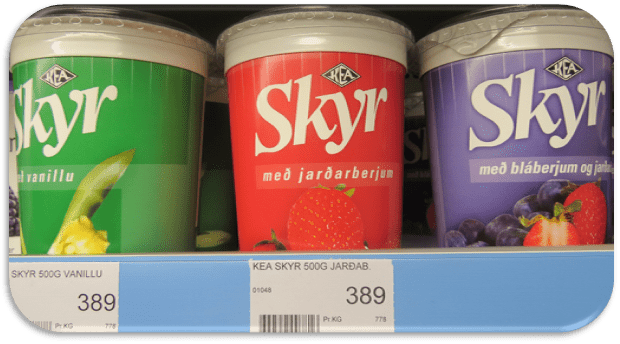 KEA
Skyr
með vanillu
KEA
Skyr
með jarðarberjum
KEA
Skyr
með bláberjum og
SKYR 500G VANILLU
389
Pr.KG 778
KEA SKYR 500G JARÐAB.
01048
389
Pr.KG 778